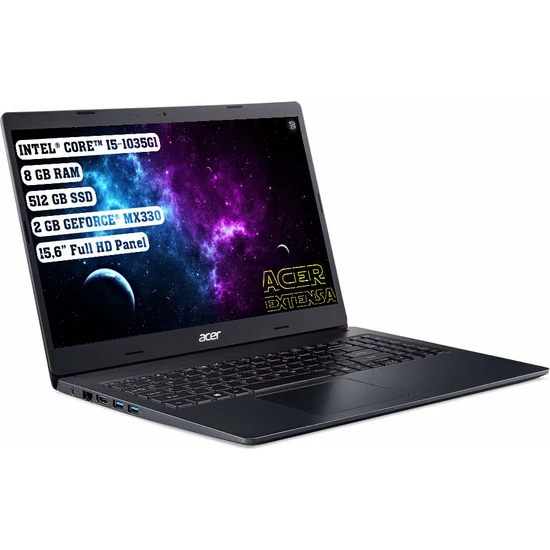 INTEL® CORE™ I5-1035G1
8 GB RAM
512 GB SSD
2 GB GEFORCE® MX330
15,6" Full HD Panel
ACER
EXTENSA
acer